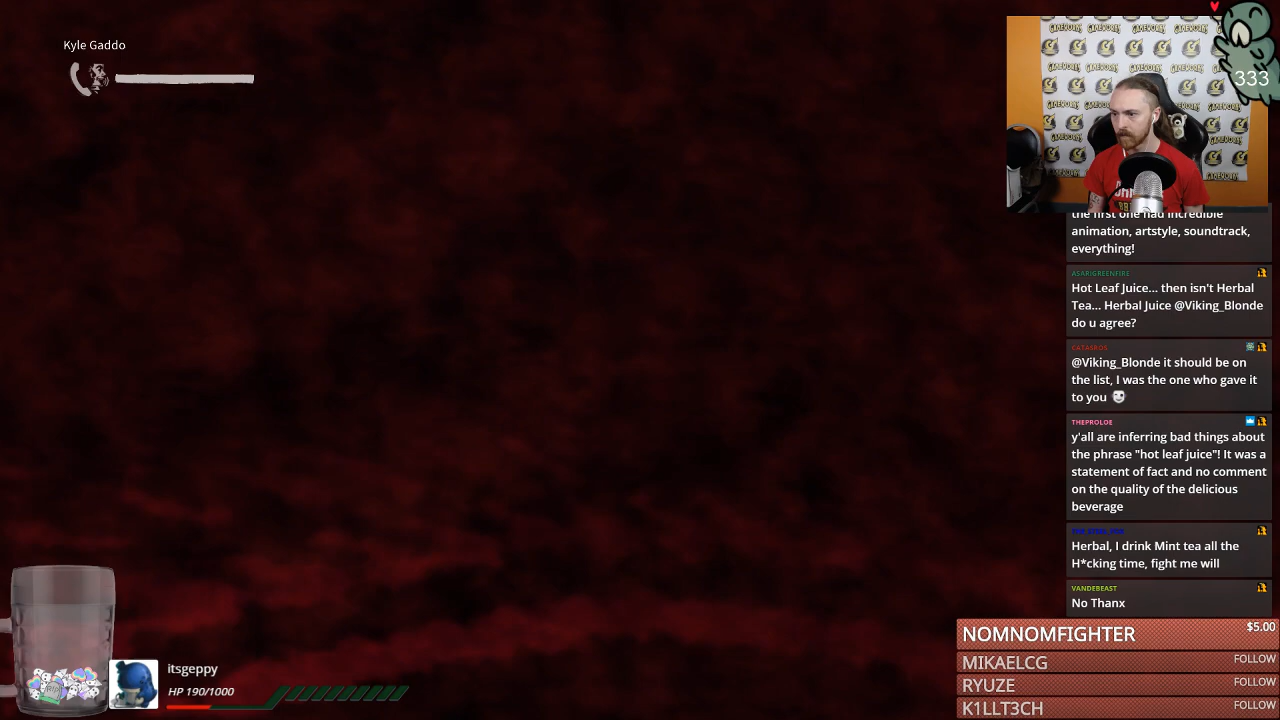 Kyle Gaddo
333
the first one had incredible
animation, artstyle, soundtrack,
everything!
ASARIGREENFIRE
Hot Leaf Juice... then isn't Herbal
Tea... Herbal Juice @Viking_Blonde
do u agree?
CATASROS
@Viking_Blonde it should be on
the list, I was the one who gave it
to you
THEPROLOE
y'all are inferring bad things about
the phrase "hot leaf juice"! It was a
statement of fact and no comment
on the quality of the delicious
beverage
Herbal, I drink Mint tea all the
H*cking time, fight me will
VANDEBEAST
No Thanx
NOMNOMFIGHTER $5.00
MIKAELCG FOLLOW
RYUZE FOLLOW
K1LLT3CH FOLLOW
itsgeppy
HP 190/1000